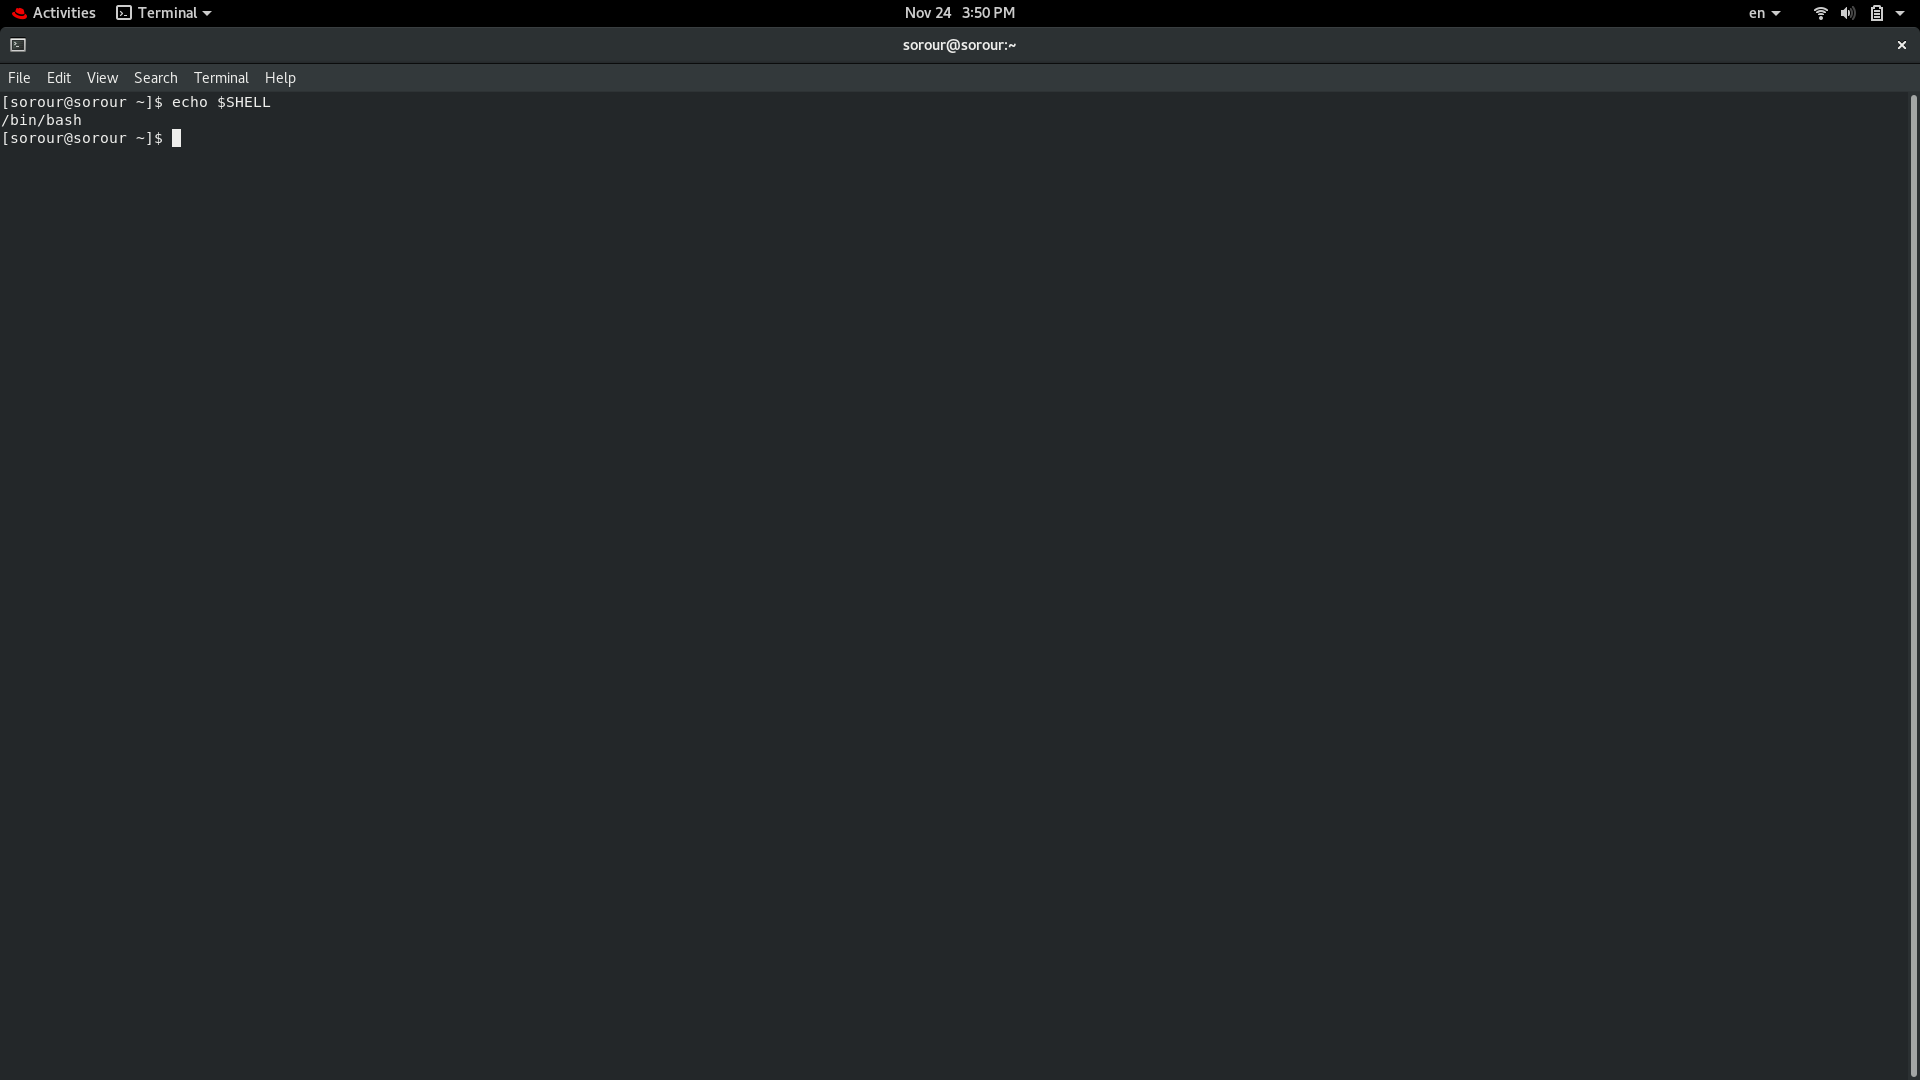 Activities Terminal Nov 24 3:50 PM en
sorour@sorour:~
File Edit View Search Terminal Help
[sorour@sorour ~]$ echo $SHELL
/bin/bash
[sorour@sorour ~]$